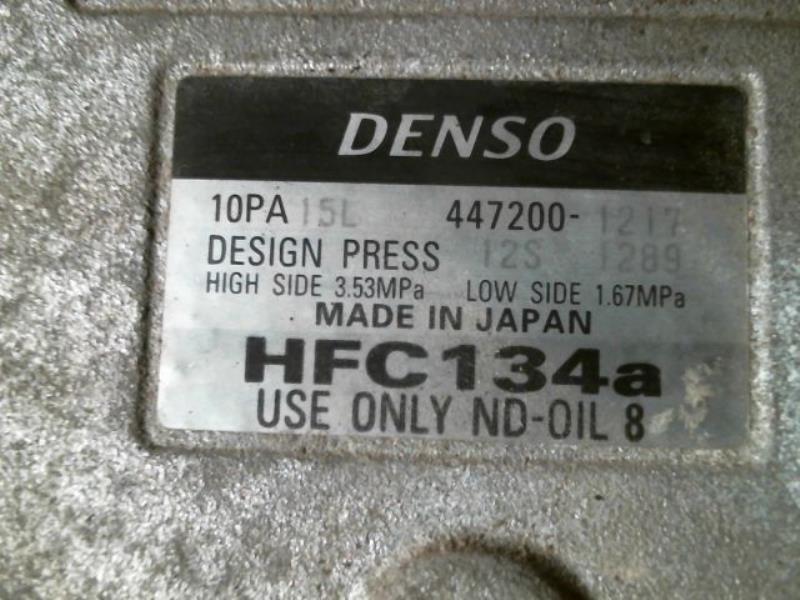 DENSO
10PA 15L 447200-1217
DESIGN PRESS 12S 1289
HIGH SIDE 3.53MPa LOW SIDE 1.67MPa
MADE IN JAPAN
HFC134a
USE ONLY ND-OIL 8